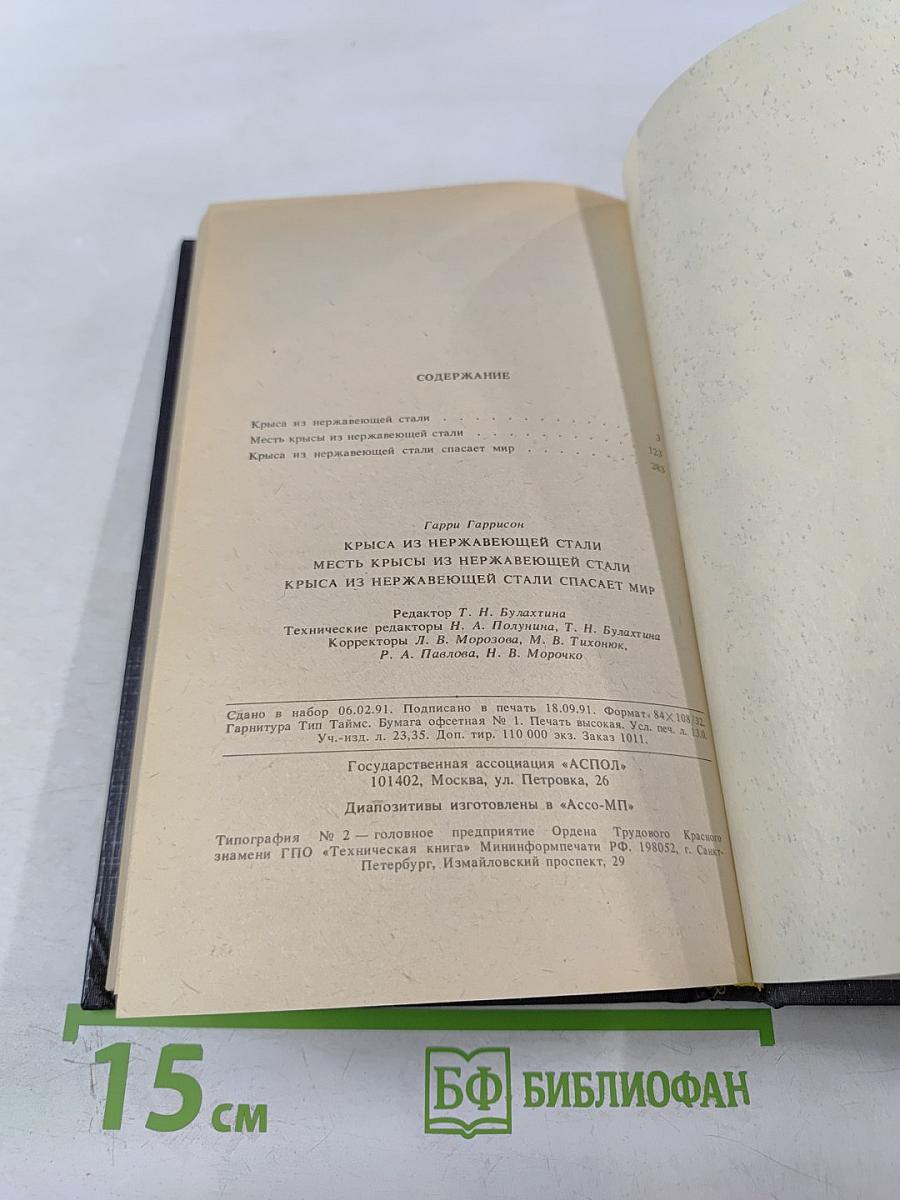 СОДЕРЖАНИЕ
Крыса из нержавеющей стали . . . . . . . . . . . 3
Месть крысы из нержавеющей стали . . . . . . . . . 123
Крыса из нержавеющей стали спасает мир . . . . . . 283
Гарри Гаррисон
КРЫСА ИЗ НЕРЖАВЕЮЩЕЙ СТАЛИ
МЕСТЬ КРЫСЫ ИЗ НЕРЖАВЕЮЩЕЙ СТАЛИ
КРЫСА ИЗ НЕРЖАВЕЮЩЕЙ СТАЛИ СПАСАЕТ МИР
Редактор Т. Н. Булахтина
Технические редакторы Н. А. Полунина, Т. Н. Булахтина
Корректоры Л. В. Морозова, М. В. Тихонюк,
Р. А. Павлова, Н. В. Морочко
Сдано в набор 06.02.91. Подписано в печать 18.09.91. Формат 84×108/32.
Гарнитура Тип Таймс. Бумага офсетная № 1. Печать высокая. Усл. печ. л. 13,0.
Уч.-изд. л. 23,35. Доп. тир. 110 000 экз. Заказ 1011.
Государственная ассоциация «АСПОЛ»
101402, Москва, ул. Петровка, 26
Диапозитивы изготовлены в «Ассо-МП»
Типография № 2 — головное предприятие Ордена Трудового Красного
знамени ГПО «Техническая книга» Мининформпечати РФ. 198052, г. Санкт-
Петербург, Измайловский проспект, 29
15 см
БФ БИБЛИОФАН